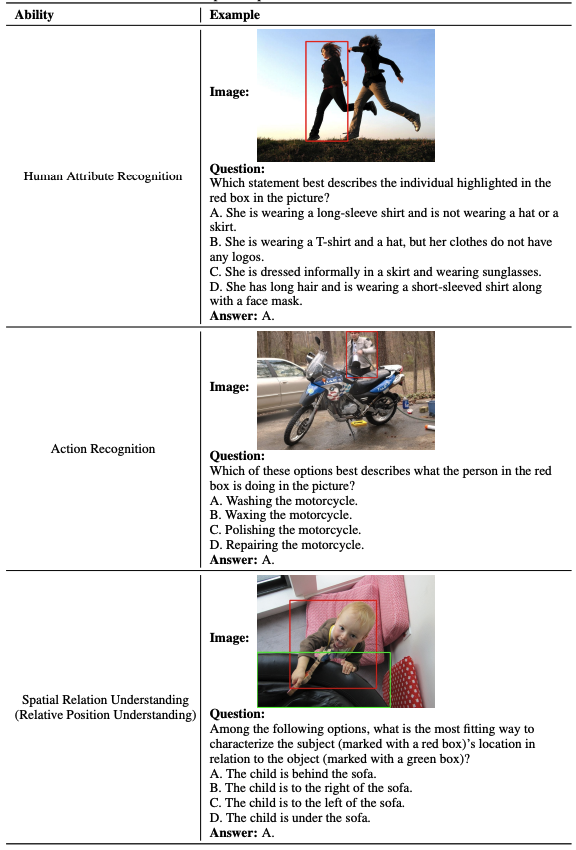 Ability Example
Image:
Human Attribute Recognition
Question:
Which statement best describes the individual highlighted in the
red box in the picture?
A. She is wearing a long-sleeve shirt and is not wearing a hat or a
skirt.
B. She is wearing a T-shirt and a hat, but her clothes do not have
any logos.
C. She is dressed informally in a skirt and wearing sunglasses.
D. She has long hair and is wearing a short-sleeved shirt along
with a face mask.
Answer: A.
Image:
Action Recognition
Question:
Which of these options best describes what the person in the red
box is doing in the picture?
A. Washing the motorcycle.
B. Waxing the motorcycle.
C. Polishing the motorcycle.
D. Repairing the motorcycle.
Answer: A.
Image:
Spatial Relation Understanding
(Relative Position Understanding)
Question:
Among the following options, what is the most fitting way to
characterize the subject (marked with a red box)'s location in
relation to the object (marked with a green box)?
A. The child is behind the sofa.
B. The child is to the right of the sofa.
C. The child is to the left of the sofa.
D. The child is under the sofa.
Answer: A.